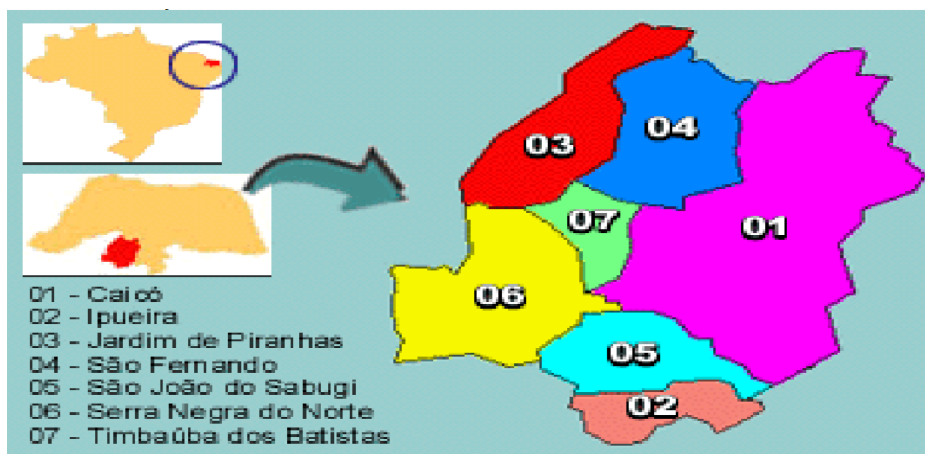 03
04
07
01
06
05
02
01 - Caicó
02 - Ipueira
03 - Jardim de Piranhas
04 - São Fernando
05 - São João do Sabugi
06 - Serra Negra do Norte
07 - Timbaúba dos Batistas